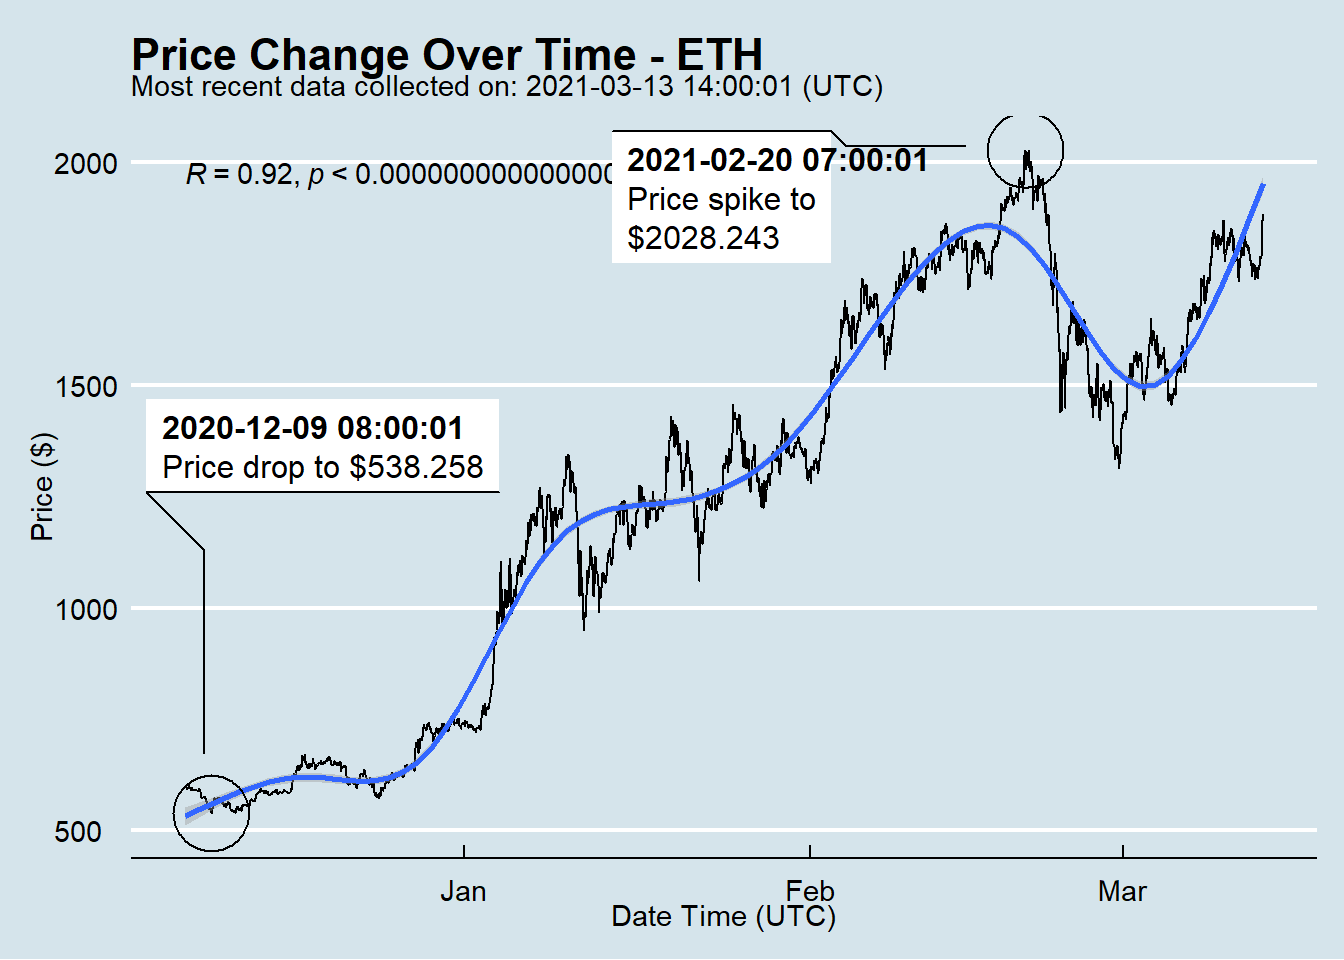 Price Change Over Time - ETH
Most recent data collected on: 2021-03-13 14:00:01 (UTC)
R = 0.92, p < 0.000000000000000
2021-02-20 07:00:01
Price spike to
$2028.243
2020-12-09 08:00:01
Price drop to $538.258
Price ($)
2000
1500
1000
500
Jan
Feb
Mar
Date Time (UTC)